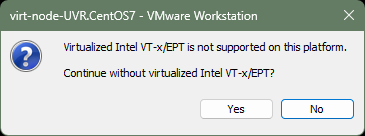 virt-node-UVR.CentOS7 - VMware Workstation
Virtualized Intel VT-x/EPT is not supported on this platform.
Continue without virtualized Intel VT-x/EPT?
Yes
No